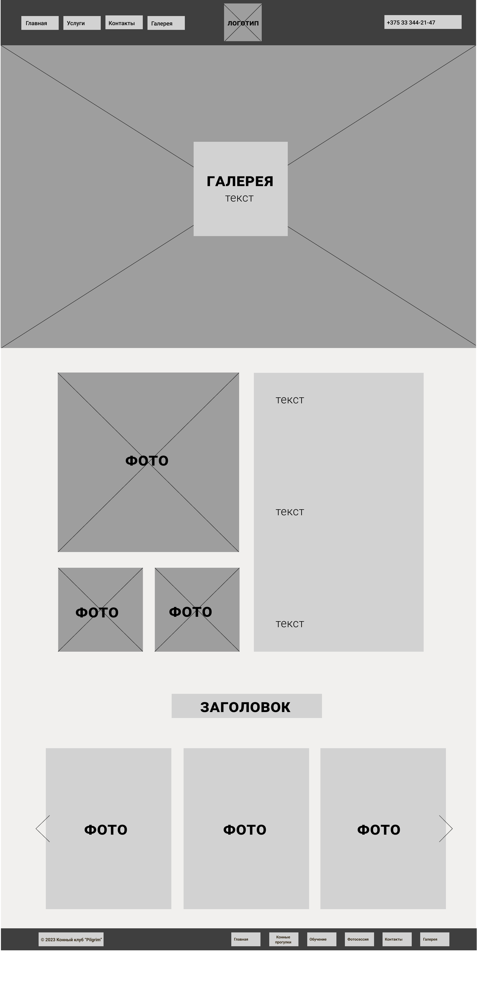 Главная
Услуги
Контакты
Галерея
ЛОГОТИП
+375 33 344-21-47
ГАЛЕРЕЯ
текст
ФОТО
текст
текст
текст
ФОТО
ФОТО
ЗАГОЛОВОК
ФОТО
ФОТО
ФОТО
© 2023 Конный клуб “Pilgrim”
Главная
Конные
прогулки
Обучение
Фотосессия
Контакты
Галерея